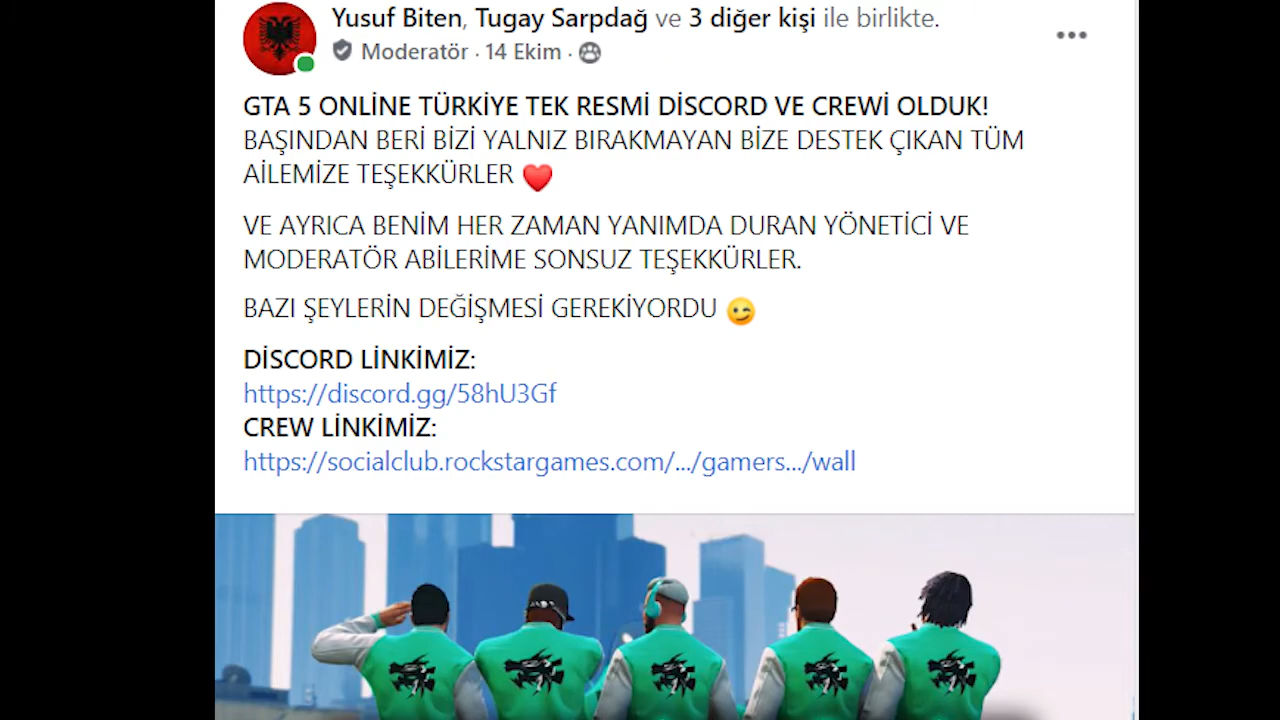 Yusuf Biten, Tugay Sarpdağ ve 3 diğer kişi ile birlikte.
Moderatör · 14 Ekim ·
GTA 5 ONLİNE TÜRKİYE TEK RESMİ DİSCORD VE CREWİ OLDUK!
BAŞINDAN BERİ BİZİ YALNIZ BIRAKMAYAN BİZE DESTEK ÇIKAN TÜM
AİLEMİZE TEŞEKKÜRLER ❤️
VE AYRICA BENİM HER ZAMAN YANIMDA DURAN YÖNETİCİ VE
MODERATÖR ABİLERİME SONSUZ TEŞEKKÜRLER.
BAZI ŞEYLERİN DEĞİŞMESİ GEREKİYORDU 😉
DİSCORD LİNKİMİZ:
https://discord.gg/58hU3Gf
CREW LİNKİMİZ:
https://socialclub.rockstargames.com/.../gamers.../wall